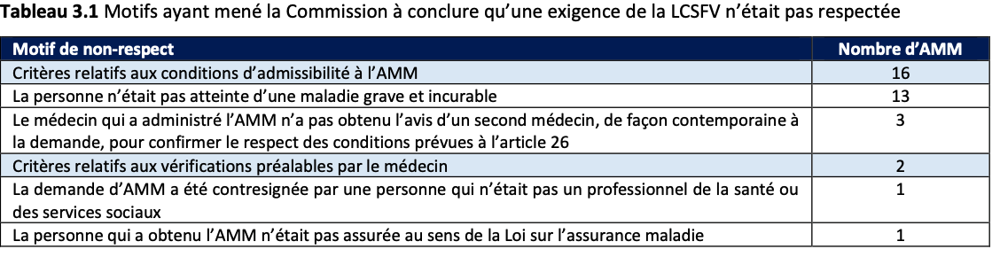 Tableau 3.1 Motifs ayant mené la Commission à conclure qu’une exigence de la LCSFV n’était pas respectée
Motif de non-respect Nombre d’AMM
Critères relatifs aux conditions d’admissibilité à l’AMM 16
La personne n’était pas atteinte d’une maladie grave et incurable 13
Le médecin qui a administré l’AMM n’a pas obtenu l’avis d’un second médecin, de façon contemporaine à 3
la demande, pour confirmer le respect des conditions prévues à l’article 26
Critères relatifs aux vérifications préalables par le médecin 2
La demande d’AMM a été contresignée par une personne qui n’était pas un professionnel de la santé ou 1
des services sociaux
La personne qui a obtenu l’AMM n’était pas assurée au sens de la Loi sur l’assurance maladie 1